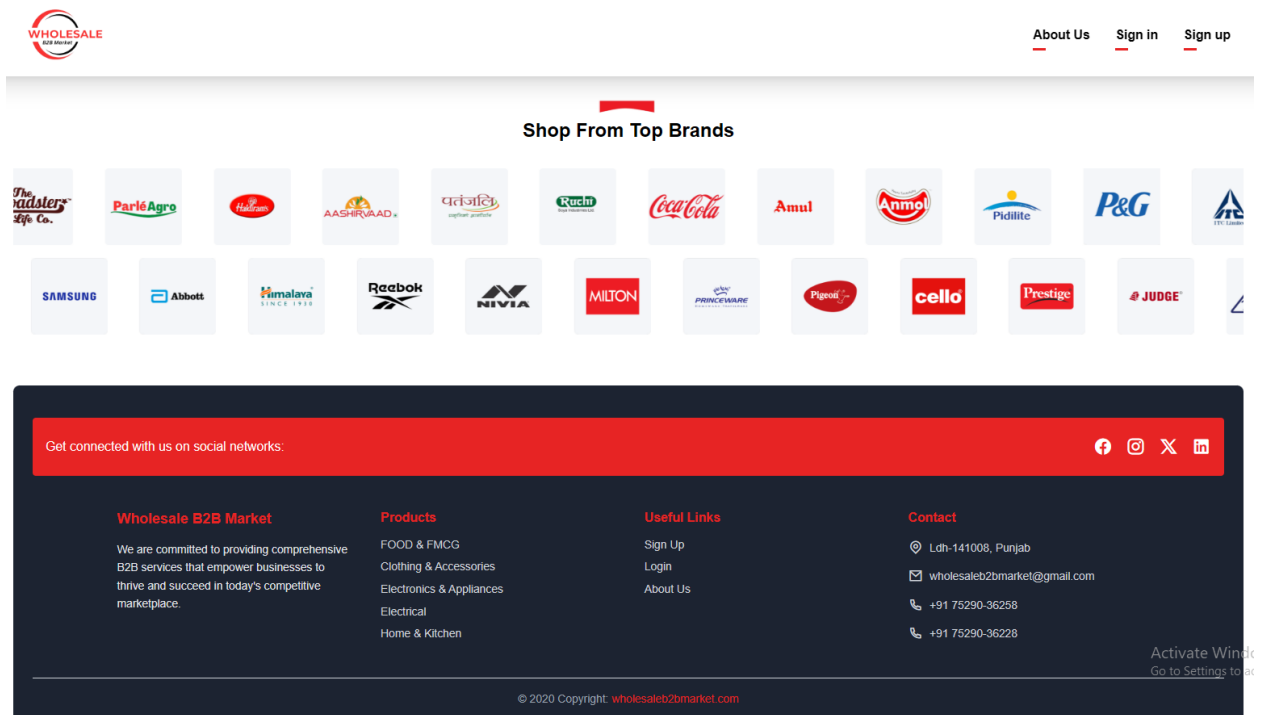 WHOLESALE
B2B Market
About Us
Sign in
Sign up
Shop From Top Brands
The
Life Co.
ParléAgro
Haldiram's
AASHIRVAAD
पतंजलि
Ruchi
Coca-Cola
Amul
Anmol
Pidilite
P&G
ITC
SAMSUNG
Abbott
Himalaya
SINCE 1930
Reebok
NIVIA
MILTON
PRINCEWARE
Pigeon
cello
Prestige
JUDGE
Get connected with us on social networks:
Wholesale B2B Market
We are committed to providing comprehensive
B2B services that empower businesses to
thrive and succeed in today's competitive
marketplace.
Products
FOOD & FMCG
Clothing & Accessories
Electronics & Appliances
Electrical
Home & Kitchen
Useful Links
Sign Up
Login
About Us
Contact
Ldh-141008, Punjab
wholesaleb2bmarket@gmail.com
+91 75290-36258
+91 75290-36228
Activate Windo
Go to Settings to ac
© 2020 Copyright: wholesaleb2bmarket.com